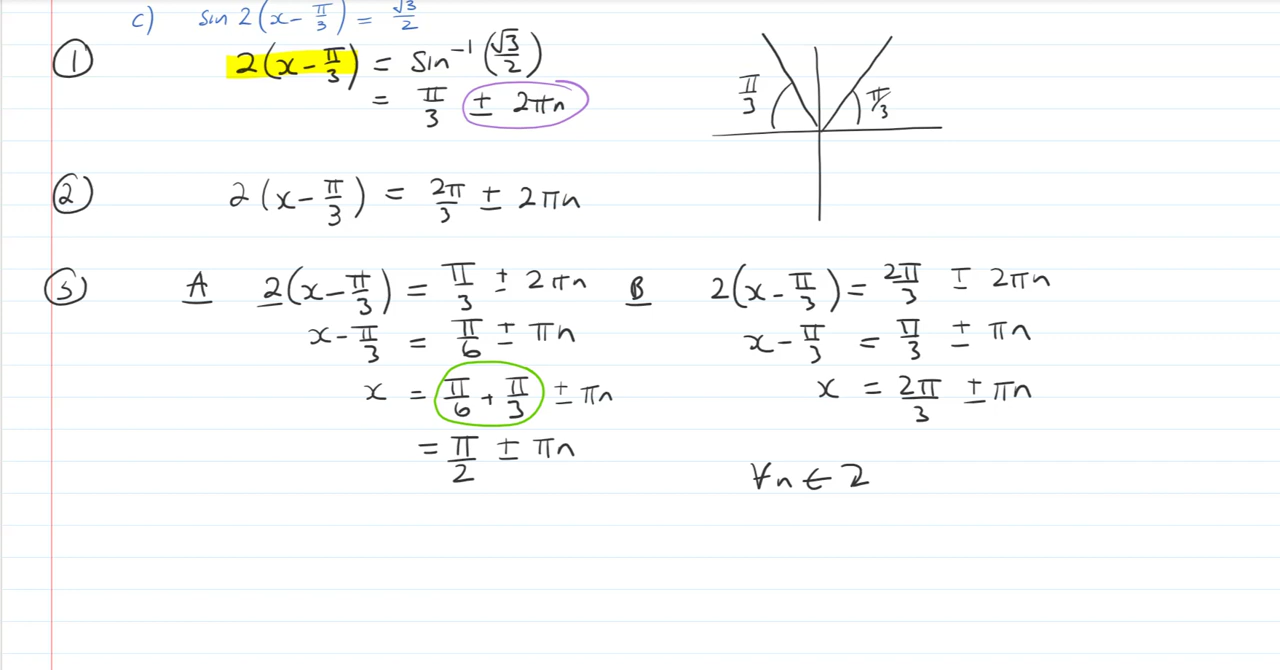 c) sin 2(x - π/3) = √3/2
① 2(x - π/3) = sin⁻¹(√3/2)
= π/3 ± 2πn
π/3 π/3
② 2(x - π/3) = 2π/3 ± 2πn
③ A 2(x - π/3) = π/3 ± 2πn B 2(x - π/3) = 2π/3 ± 2πn
x - π/3 = π/6 ± πn x - π/3 = π/3 ± πn
x = π/6 + π/3 ± πn x = 2π/3 ± πn
= π/2 ± πn
∀n ∈ Z